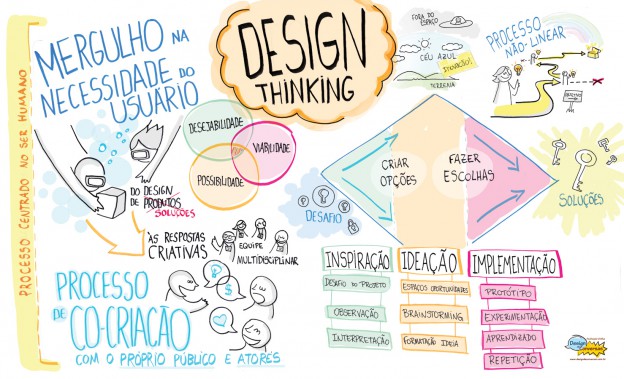 PROCESSO CENTRADO NO SER HUMANO
MERGULHO NA
NECESSIDADE DO
USUÁRIO
DO DESIGN
DE PRODUTOS
SOLUÇÕES
ÀS RESPOSTAS
CRIATIVAS
EQUIPE
MULTIDISCIPLINAR
PROCESSO
DE CO-CRIAÇÃO
COM O PRÓPRIO PÚBLICO E ATORES
DESIGN
THINKING
DESEJABILIDADE
VIABILIDADE
POSSIBILIDADE
FORA DO
ESPAÇO
CÉU AZUL
INOVAÇÃO!
TERRENA
PROCESSO
NÃO-LINEAR
DESAFIO
CRIAR
OPÇÕES
FAZER
ESCOLHAS
SOLUÇÕES
INSPIRAÇÃO
DESAFIO DO PROJETO
OBSERVAÇÃO
INTERPRETAÇÃO
IDEAÇÃO
ESPAÇOS OPORTUNIDADES
BRAINSTORMING
FORMATAÇÃO IDEIA
IMPLEMENTAÇÃO
PROTÓTIPO
EXPERIMENTAÇÃO
APRENDIZADO
REPETIÇÃO
Design